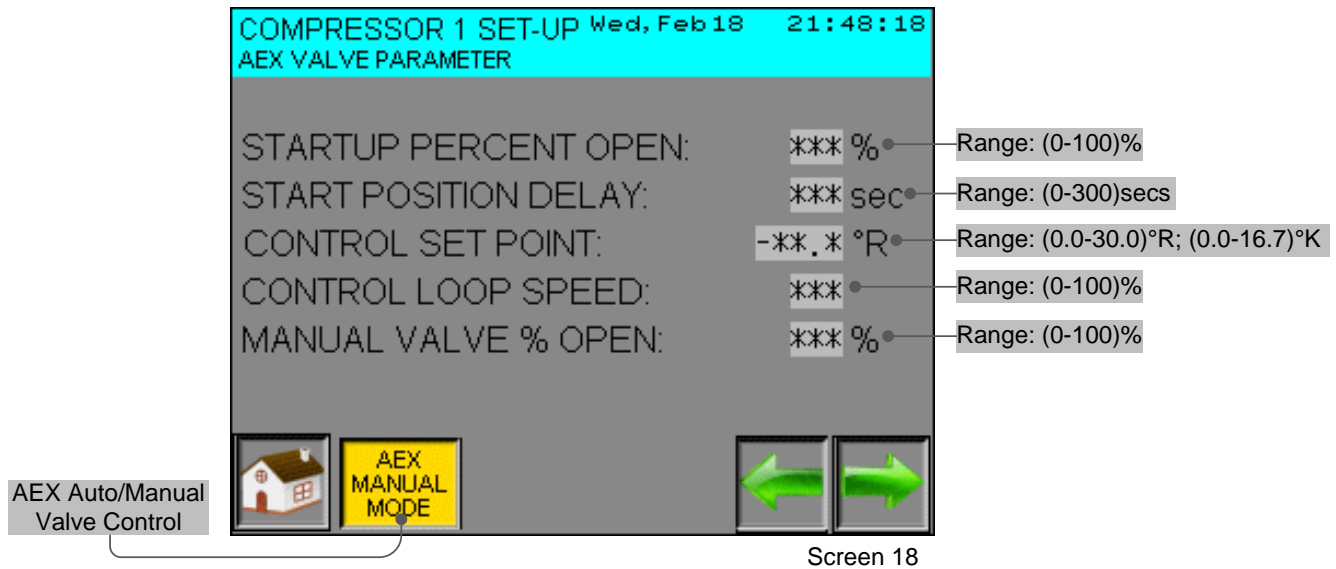 COMPRESSOR 1 SET-UP Wed, Feb 18 21:48:18
AEX VALVE PARAMETER
STARTUP PERCENT OPEN: *** % Range: (0-100)%
START POSITION DELAY: *** sec Range: (0-300)secs
CONTROL SET POINT: -**.* °R Range: (0.0-30.0)°R; (0.0-16.7)°K
CONTROL LOOP SPEED: *** Range: (0-100)%
MANUAL VALVE % OPEN: *** % Range: (0-100)%
AEX
MANUAL
MODE
AEX Auto/Manual
Valve Control
Screen 18